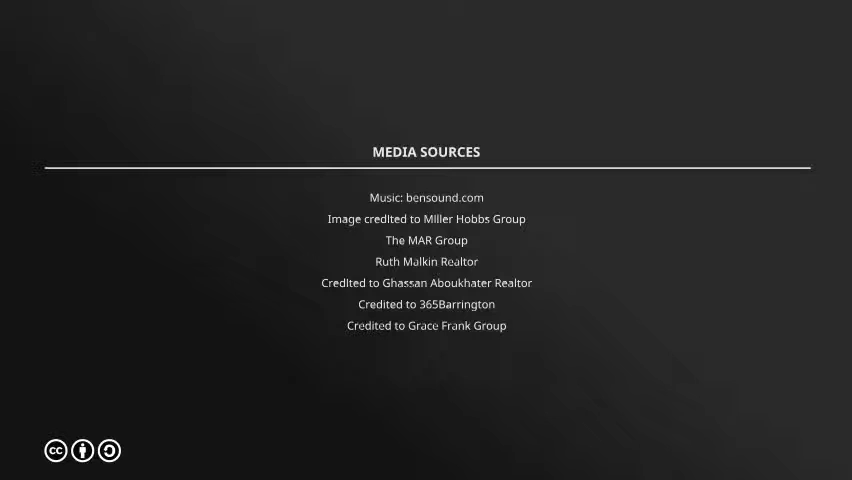 MEDIA SOURCES
Music: bensound.com
Image credited to Miller Hobbs Group
The MAR Group
Ruth Malkin Realtor
Credited to Ghassan Aboukhater Realtor
Credited to 365Barrington
Credited to Grace Frank Group
cc